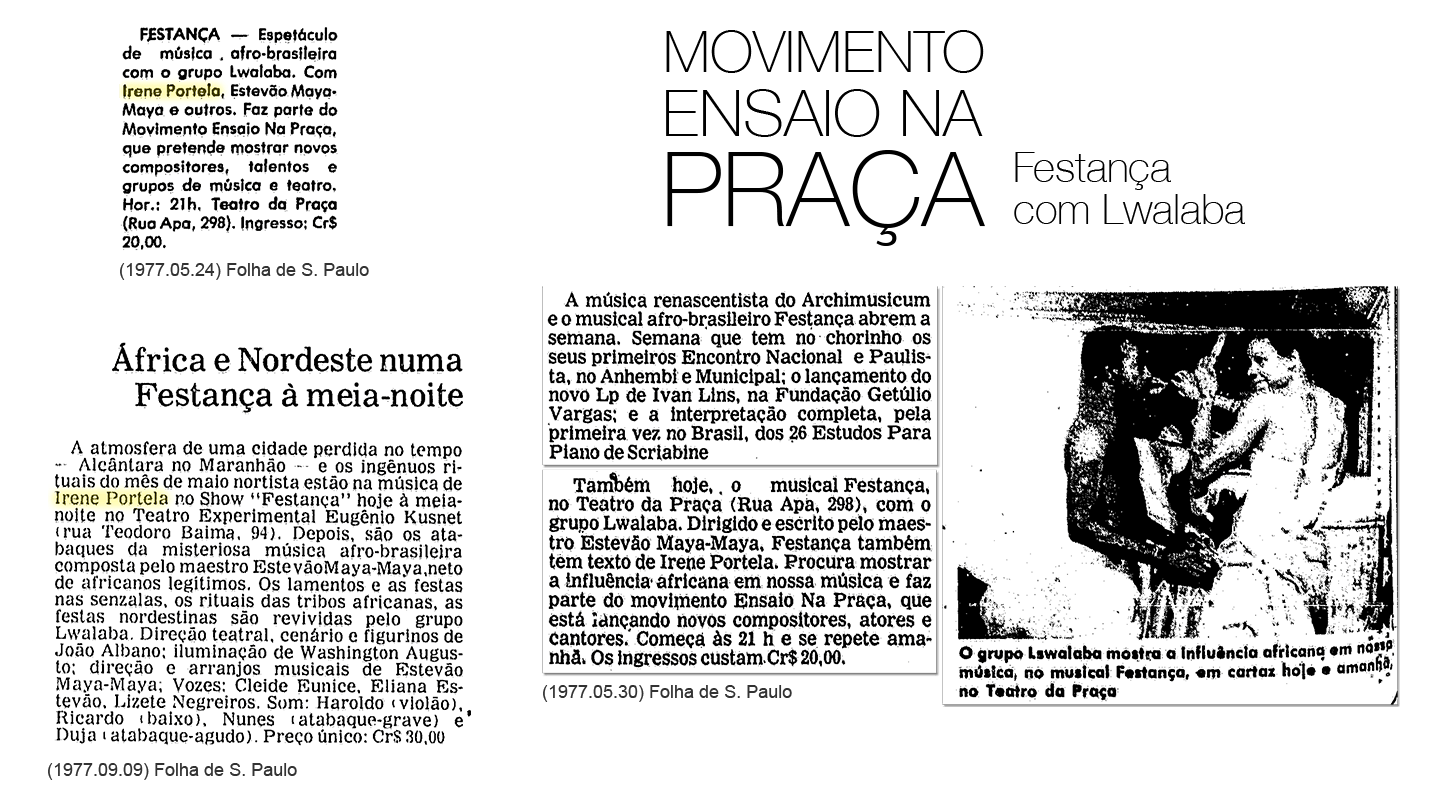 FESTANÇA — Espetáculo
de música , afro-brasileira
com o grupo Lwalaba. Com
Irene Portela, Estevão Maya-
Maya e outros. Faz parte do
Movimento Ensaio Na Praça,
que pretende mostrar novos
compositores, talentos e
grupos de música e teatro.
Hor.: 21h. Teatro da Praça
(Rua Apa, 298). Ingresso: Cr$
20,00.
(1977.05.24) Folha de S. Paulo
MOVIMENTO
ENSAIO NA
PRAÇA
Festança
com Lwalaba
África e Nordeste numa
Festança à meia-noite
A atmosfera de uma cidade perdida no tempo
-- Alcântara no Maranhão -- e os ingênuos ri-
tuais do mês de maio nortista estão na música de
Irene Portela no Show "Festança" hoje à meia-
noite no Teatro Experimental Eugênio Kusnet
(rua Teodoro Baima, 94). Depois, são os ata-
baques da misteriosa música afro-brasileira
composta pelo maestro EstevãoMaya-Maya,neto
de africanos legítimos. Os lamentos e as festas
nas senzalas, os rituais das tribos africanas, as
festas nordestinas são revividas pelo grupo
Lwalaba. Direção teatral, cenário e figurinos de
João Albano; iluminação de Washington Augus-
to; direção e arranjos musicais de Estevão
Maya-Maya; Vozes: Cleide Eunice, Eliana Es-
tevão, Lizete Negreiros. Som: Haroldo (violão),
Ricardo (baixo), Nunes (atabaque-grave) e
Duja (atabaque-agudo). Preço único: Cr$ 30,00
(1977.09.09) Folha de S. Paulo
A música renascentista do Archimusicum
e o musical afro-brasileiro Festança abrem a
semana. Semana que tem no chorinho os
seus primeiros Encontro Nacional e Paulis-
ta, no Anhembi e Municipal; o lançamento do
novo Lp de Ivan Lins, na Fundação Getúlio
Vargas; e a interpretação completa, pela
primeira vez no Brasil, dos 26 Estudos Para
Piano de Scriabine
Também hoje, o musical Festança,
no Teatro da Praça (Rua Apa, 298), com o
grupo Lwalaba. Dirigido e escrito pelo maes-
tro Estevão Maya-Maya, Festança também
tem texto de Irene Portela. Procura mostrar
a influência africana em nossa música e faz
parte do movimento Ensaio Na Praça, que
está lançando novos compositores, atores e
cantores. Começa às 21 h e se repete ama-
nhã. Os ingressos custam Cr$ 20,00.
(1977.05.30) Folha de S. Paulo
O grupo Lswalaba mostra a influência africana em nossa
música, no musical Festança, em cartaz hoje e amanhã,
no Teatro da Praça